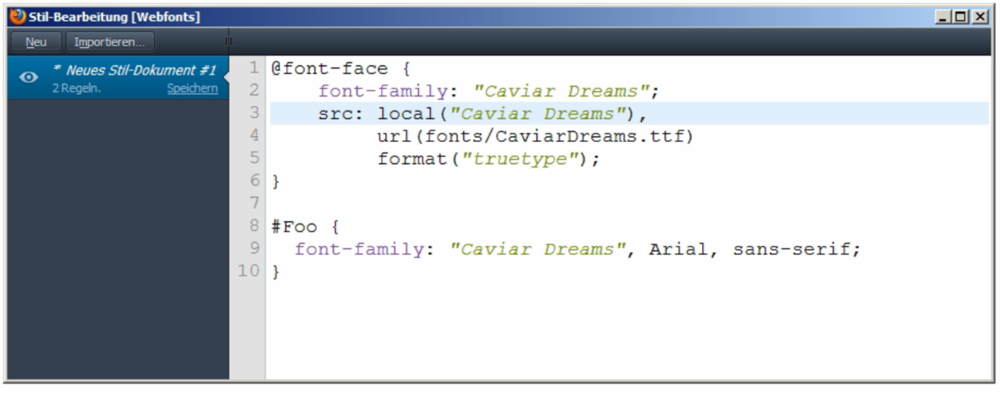 Stil-Bearbeitung [Webfonts]
Neu Importieren...
* Neues Stil-Dokument #1
2 Regeln. Speichern
1 @font-face {
2     font-family: "Caviar Dreams";
3     src: local("Caviar Dreams"),
4          url(fonts/CaviarDreams.ttf)
5          format("truetype");
6 }
7
8 #Foo {
9   font-family: "Caviar Dreams", Arial, sans-serif;
10 }